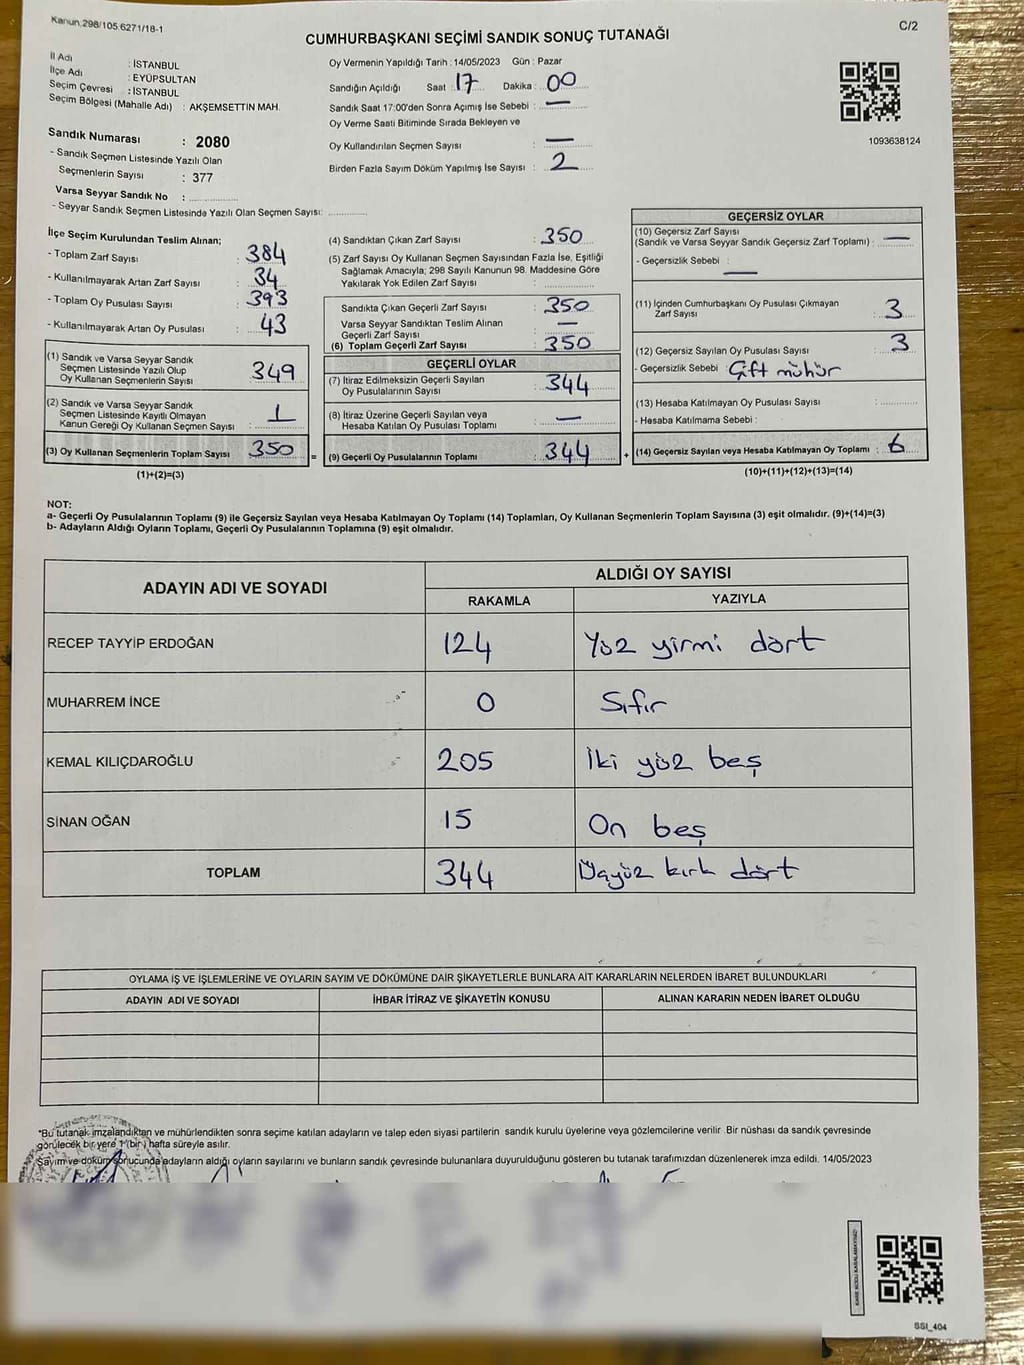 Kanun.298/105.6271/18-1
C/2
CUMHURBAŞKANI SEÇİMİ SANDIK SONUÇ TUTANAĞI
İl Adı : İSTANBUL
İlçe Adı : EYÜPSULTAN
Seçim Çevresi : İSTANBUL
Seçim Bölgesi (Mahalle Adı) : AKŞEMSETTİN MAH.
Sandık Numarası : 2080
- Sandık Seçmen Listesinde Yazılı Olan
Seçmenlerin Sayısı : 377
Varsa Seyyar Sandık No : ................
- Seyyar Sandık Seçmen Listesinde Yazılı Olan Seçmen Sayısı: ............
Oy Vermenin Yapıldığı Tarih : 14/05/2023 Gün : Pazar
Sandığın Açıldığı Saat : 17 Dakika : 00
Sandık Saat 17:00'den Sonra Açımış İse Sebebi : —
Oy Verme Saati Bitiminde Sırada Bekleyen ve
Oy Kullandırılan Seçmen Sayısı : —
Birden Fazla Sayım Döküm Yapılmış İse Sayısı : 2
1093638124
İlçe Seçim Kurulundan Teslim Alınan;
- Toplam Zarf Sayısı : 384
- Kullanılmayarak Artan Zarf Sayısı : 34
- Toplam Oy Pusulası Sayısı : 393
- Kullanılmayarak Artan Oy Pusulası : 43
(1) Sandık ve Varsa Seyyar Sandık
Seçmen Listesinde Yazılı Olup
Oy Kullanan Seçmenlerin Sayısı : 349
(2) Sandık ve Varsa Seyyar Sandık
Seçmen Listesinde Kayıtlı Olmayan
Kanun Gereği Oy Kullanan Seçmen Sayısı : 1
(3) Oy Kullanan Seçmenlerin Toplam Sayısı : 350
(1)+(2)=(3)
=
(4) Sandıktan Çıkan Zarf Sayısı : 350
(5) Zarf Sayısı Oy Kullanan Seçmen Sayısından Fazla İse, Eşitliği
Sağlamak Amacıyla; 298 Sayılı Kanunun 98. Maddesine Göre
Yakılarak Yok Edilen Zarf Sayısı : ................
Sandıkta Çıkan Geçerli Zarf Sayısı : 350
Varsa Seyyar Sandıktan Teslim Alınan
Geçerli Zarf Sayısı : —
(6) Toplam Geçerli Zarf Sayısı : 350
GEÇERLİ OYLAR
(7) İtiraz Edilmeksizin Geçerli Sayılan
Oy Pusulalarının Sayısı : 344
(8) İtiraz Üzerine Geçerli Sayılan veya
Hesaba Katılan Oy Pusulası Toplamı : —
(9) Geçerli Oy Pusulalarının Toplamı : 344
+
GEÇERSİZ OYLAR
(10) Geçersiz Zarf Sayısı
(Sandık ve Varsa Seyyar Sandık Geçersiz Zarf Toplamı) : —
- Geçersizlik Sebebi : —
(11) İçinden Cumhurbaşkanı Oy Pusulası Çıkmayan
Zarf Sayısı : 3
(12) Geçersiz Sayılan Oy Pusulası Sayısı : 3
- Geçersizlik Sebebi : Çift mühür
(13) Hesaba Katılmayan Oy Pusulası Sayısı : ............
- Hesaba Katılmama Sebebi :
(14) Geçersiz Sayılan veya Hesaba Katılmayan Oy Toplamı : 6
(10)+(11)+(12)+(13)=(14)
NOT:
a- Geçerli Oy Pusulalarının Toplamı (9) ile Geçersiz Sayılan veya Hesaba Katılmayan Oy Toplamı (14) Toplamları, Oy Kullanan Seçmenlerin Toplam Sayısına (3) eşit olmalıdır. (9)+(14)=(3)
b- Adayların Aldığı Oyların Toplamı, Geçerli Oy Pusulalarının Toplamına (9) eşit olmalıdır.
ADAYIN ADI VE SOYADI
ALDIĞI OY SAYISI
RAKAMLA YAZIYLA
RECEP TAYYİP ERDOĞAN 124 Yüz yirmi dört
MUHARREM İNCE 0 Sıfır
KEMAL KILIÇDAROĞLU 205 İki yüz beş
SİNAN OĞAN 15 On beş
TOPLAM 344 Üçyüz kırk dört
OYLAMA İŞ VE İŞLEMLERİNE VE OYLARIN SAYIM VE DÖKÜMÜNE DAİR ŞİKAYETLERLE BUNLARA AİT KARARLARIN NELERDEN İBARET BULUNDUKLARI
ADAYIN ADI VE SOYADI İHBAR İTİRAZ VE ŞİKAYETİN KONUSU ALINAN KARARIN NEDEN İBARET OLDUĞU
*Bu tutanak imzalandıktan ve mühürlendikten sonra seçime katılan adayların ve talep eden siyasi partilerin sandık kurulu üyelerine veya gözlemcilerine verilir .Bir nüshası da sandık çevresinde
görülecek bir yere 1 (bir) hafta süreyle asılır.
Sayım ve döküm sonucunda adayların aldığı oyların sayılarını ve bunların sandık çevresinde bulunanlara duyurulduğunu gösteren bu tutanak tarafımızdan düzenlenerek imza edildi. 14/05/2023
SSI_404